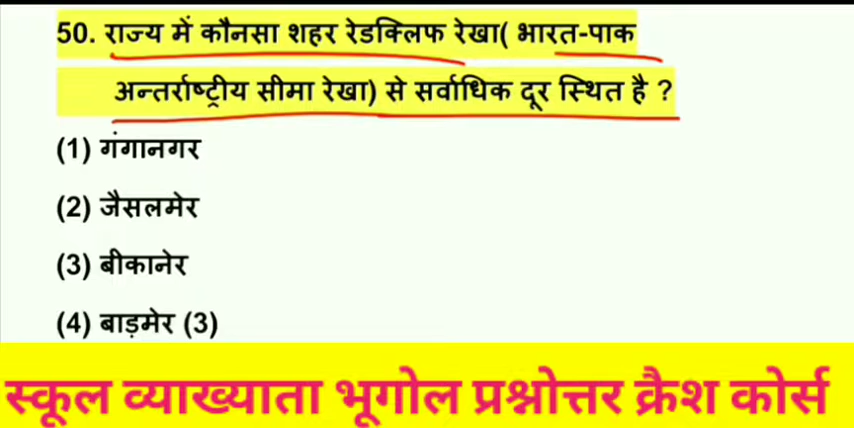 50. राज्य में कौनसा शहर रेडक्लिफ रेखा( भारत-पाक
अन्तर्राष्ट्रीय सीमा रेखा) से सर्वाधिक दूर स्थित है ?
(1) गंगानगर
(2) जैसलमेर
(3) बीकानेर
(4) बाड़मेर (3)
स्कूल व्याख्याता भूगोल प्रश्नोत्तर क्रैश कोर्स